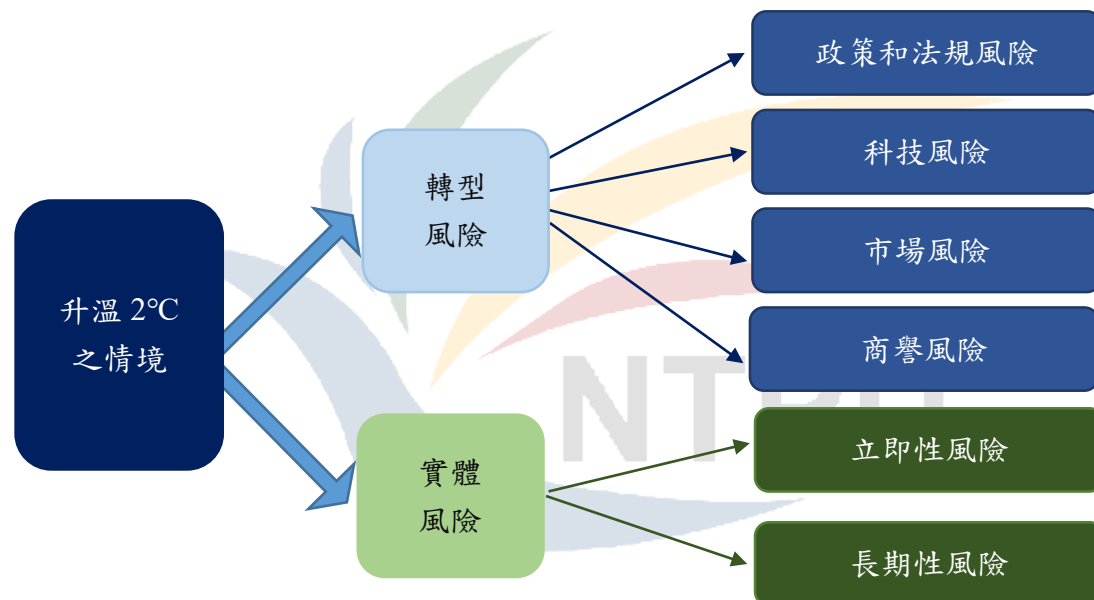 升溫 2°C
之情境
轉型
風險
實體
風險
政策和法規風險
科技風險
市場風險
商譽風險
立即性風險
長期性風險
NTPU